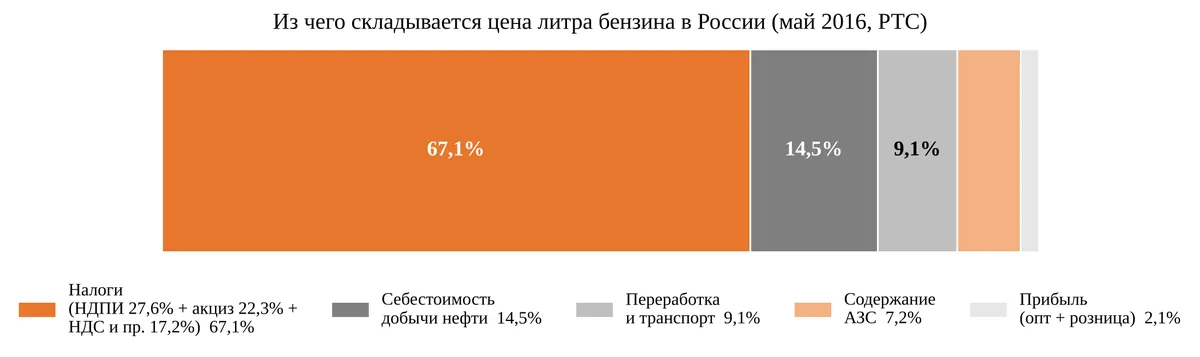 Из чего складывается цена литра бензина в России (май 2016, РТС)
67,1%
14,5%
9,1%
Налоги
(НДПИ 27,6% + акциз 22,3% +
НДС и пр. 17,2%)  67,1%
Себестоимость
добычи нефти  14,5%
Переработка
и транспорт  9,1%
Содержание
АЗС  7,2%
Прибыль
(опт + розница)  2,1%